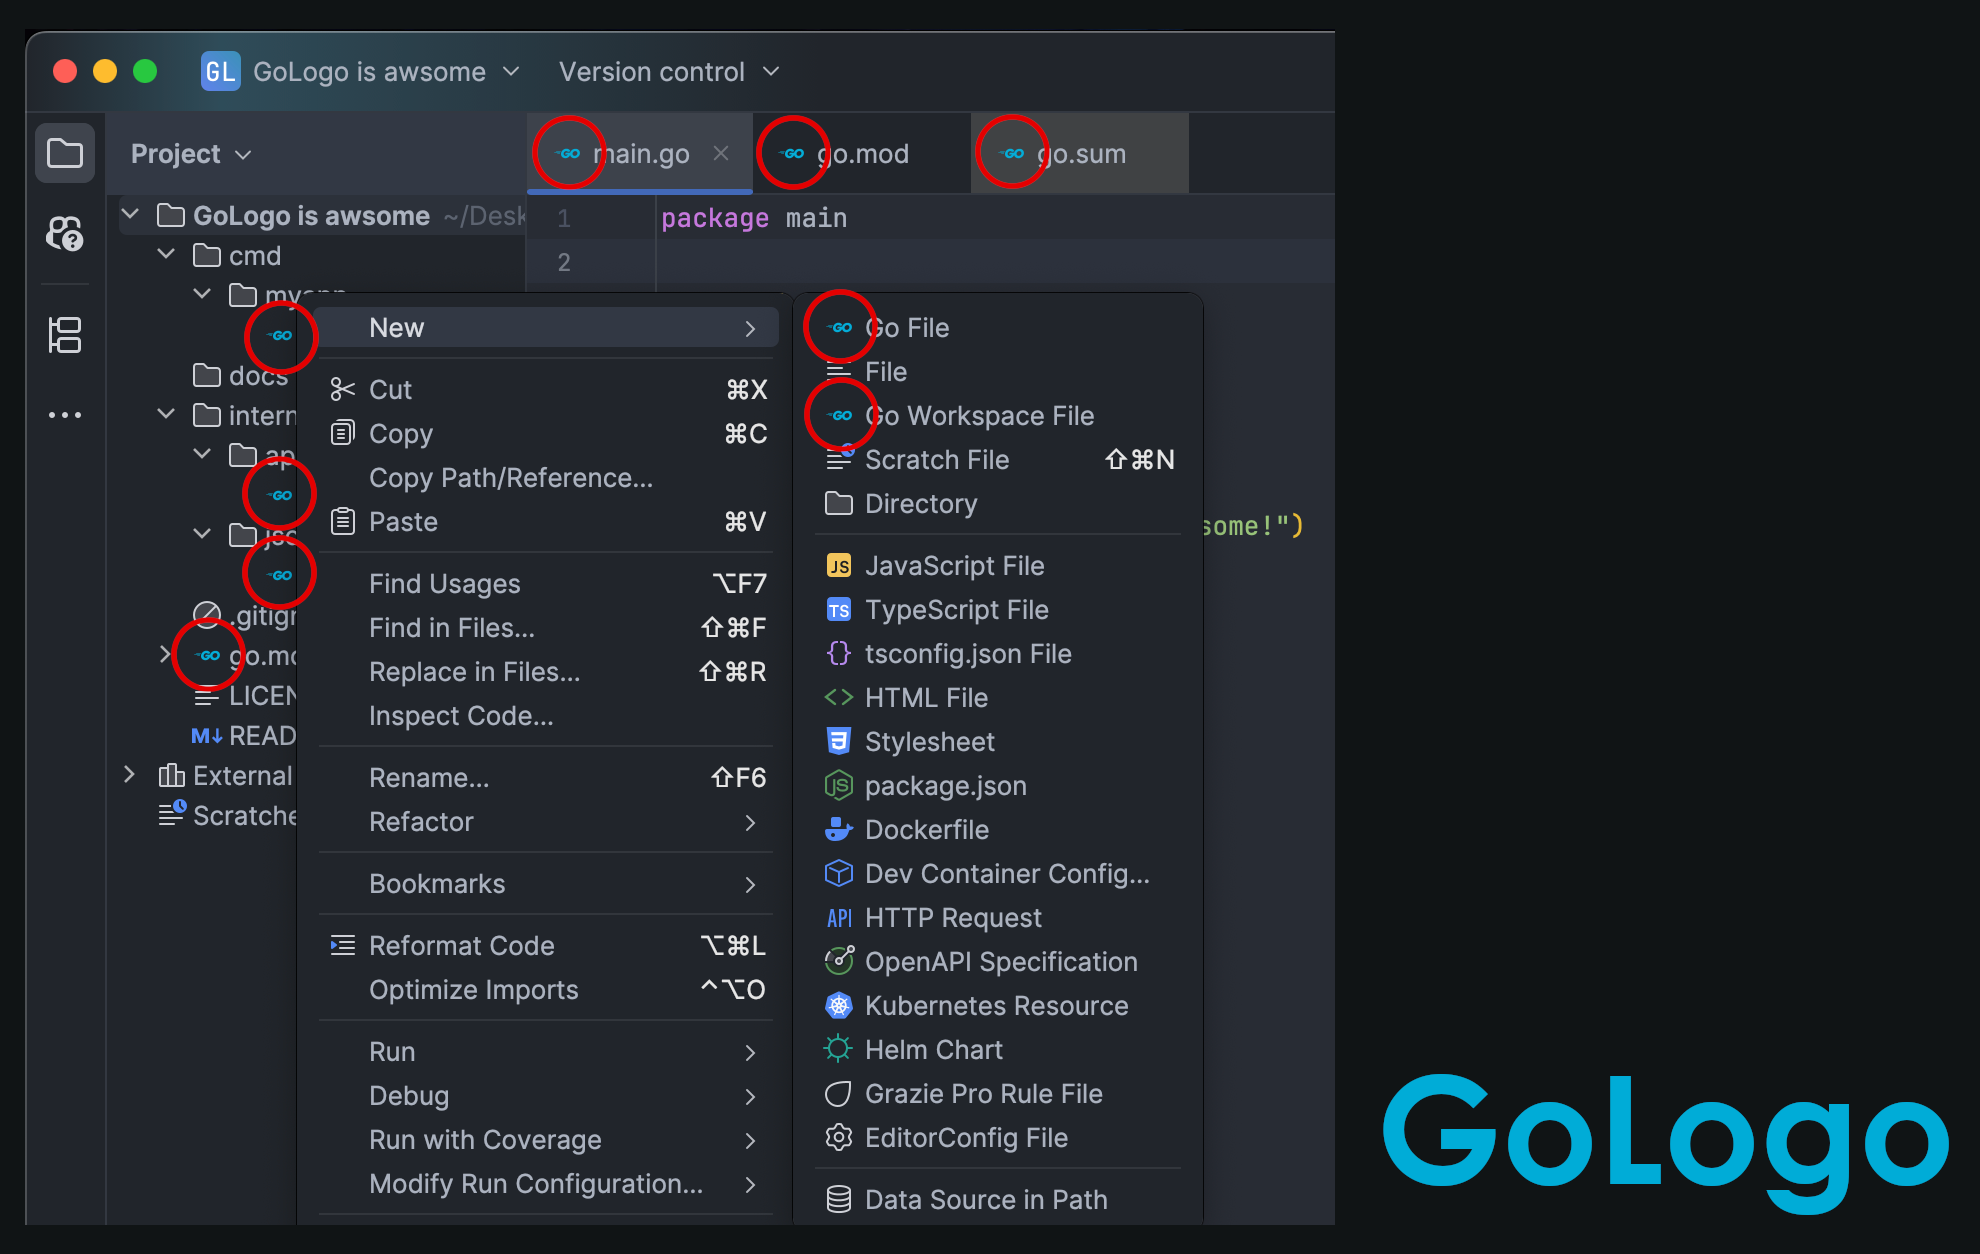 GL GoLogo is awsome Version control
Project
GO main.go
GO go.mod
GO go.sum
GoLogo is awsome ~/Desk
cmd
GO
docs
intern
GO
GO
.gitign
GO go.mo
LICEN
M↓ READ
External
Scratche
1 package main
2
some!")
New
Cut ⌘X
Copy ⌘C
Copy Path/Reference...
Paste ⌘V
Find Usages ⌥F7
Find in Files... ⇧⌘F
Replace in Files... ⇧⌘R
Inspect Code...
Rename... ⇧F6
Refactor
Bookmarks
Reformat Code ⌥⌘L
Optimize Imports ^⌥O
Run
Debug
Run with Coverage
Modify Run Configuration...
GO Go File
File
GO Go Workspace File
Scratch File ⇧⌘N
Directory
JS JavaScript File
TS TypeScript File
{} tsconfig.json File
<> HTML File
Stylesheet
JS package.json
Dockerfile
Dev Container Config...
API HTTP Request
OpenAPI Specification
Kubernetes Resource
Helm Chart
Grazie Pro Rule File
EditorConfig File
Data Source in Path
GoLogo